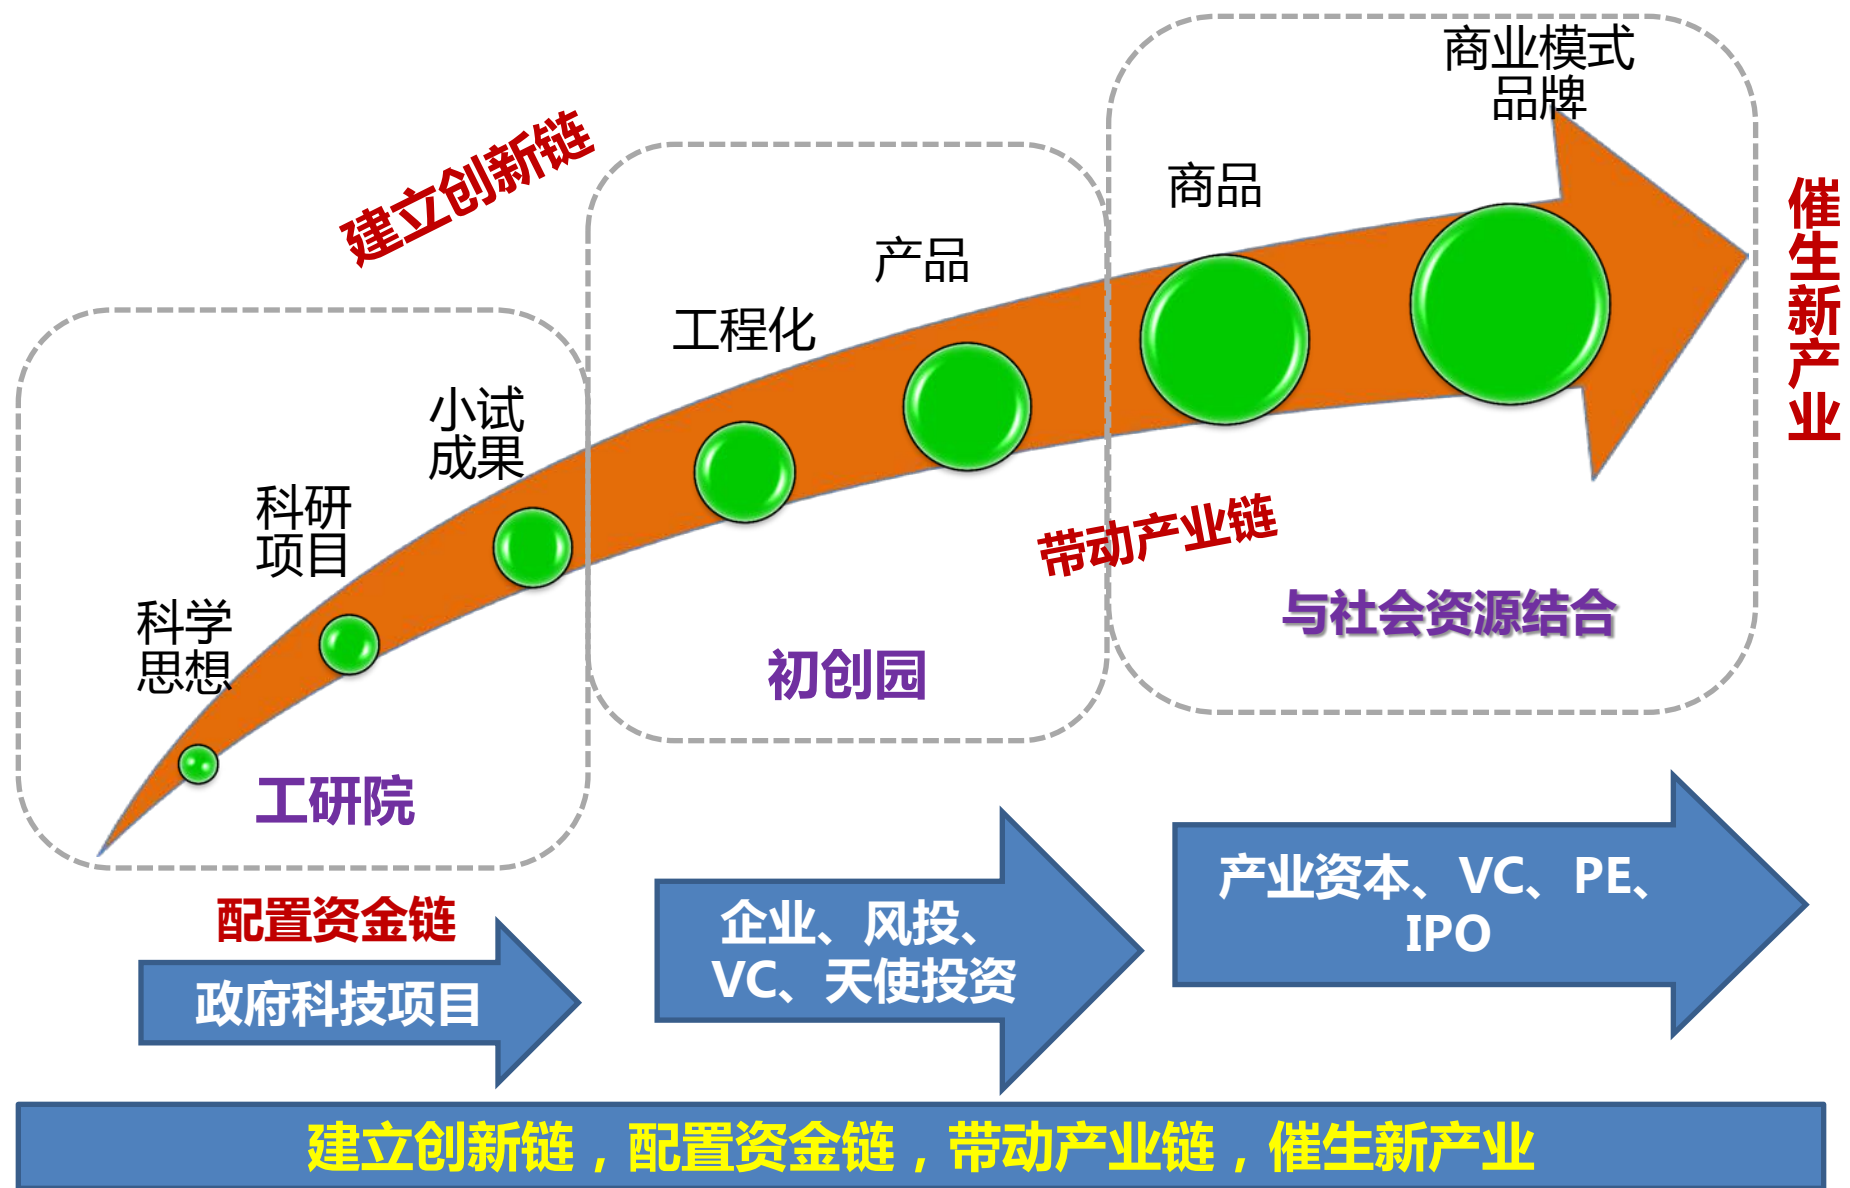 商业模式
品牌
商品
建立创新链
产品
工程化
小试
成果
科研
项目
科学
思想
催生新产业
带动产业链
与社会资源结合
初创园
工研院
配置资金链
政府科技项目
企业、风投、
VC、天使投资
产业资本、VC、PE、
IPO
建立创新链，配置资金链，带动产业链，催生新产业